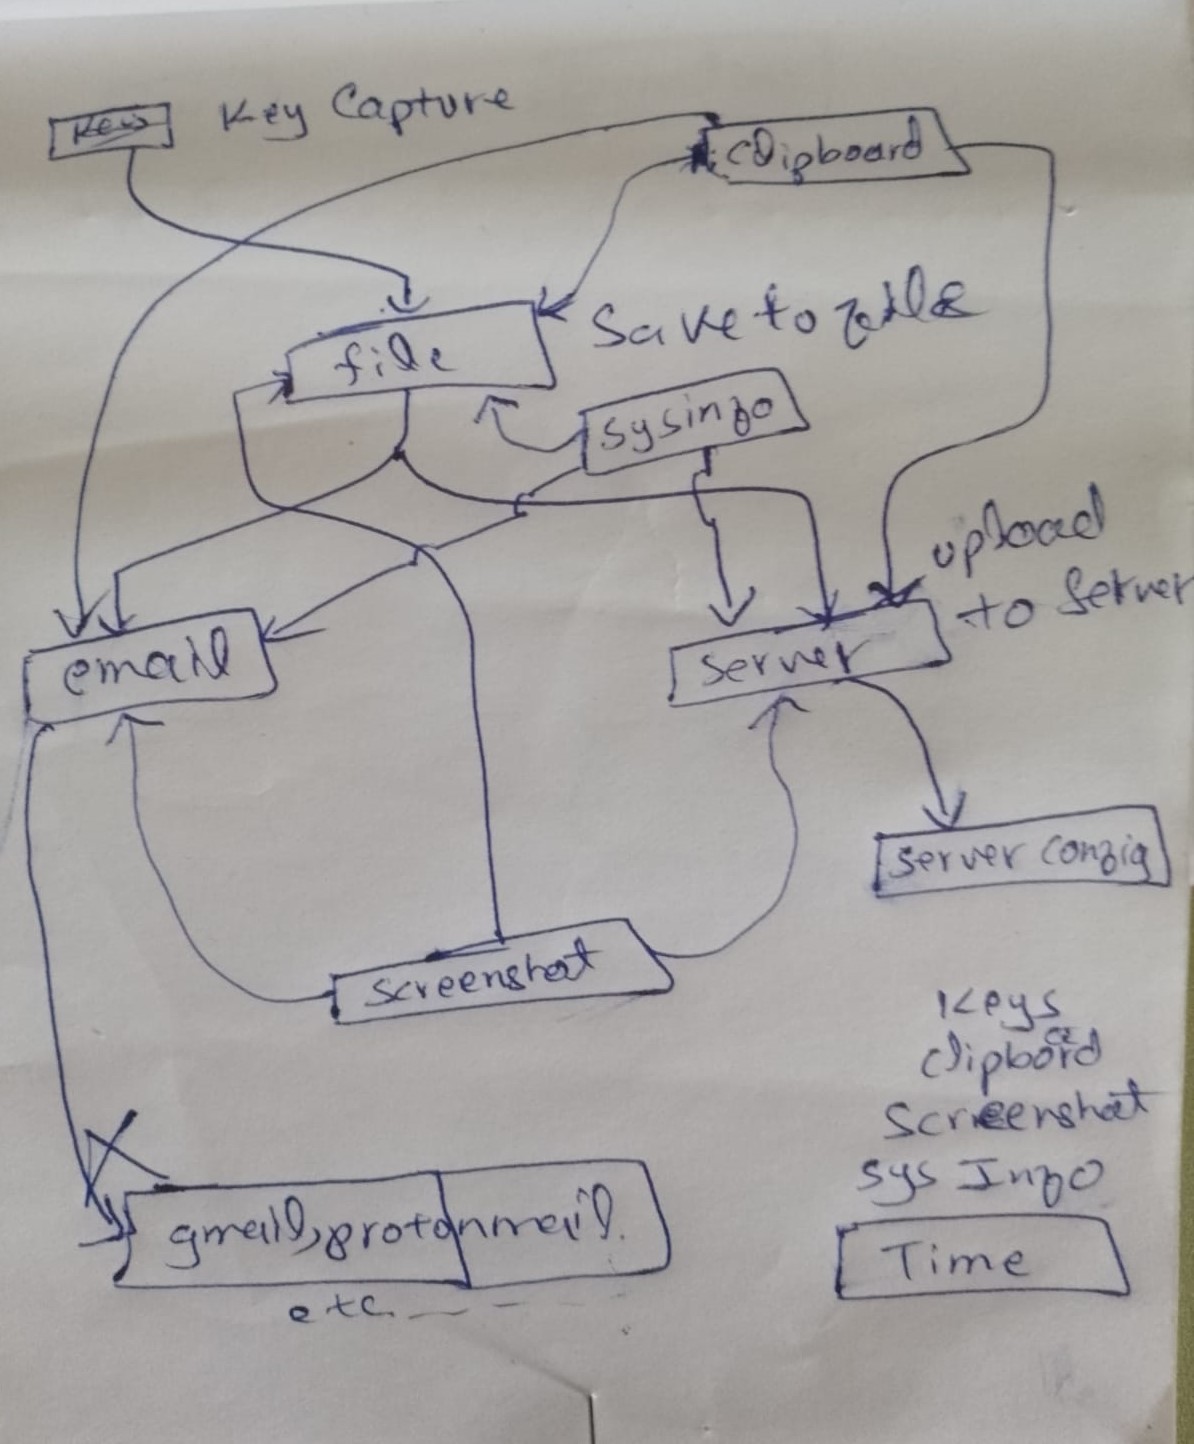 Keys
Key Capture
Clipboard
file
Save to file
sysinfo
upload
to Server
email
server
server config
screenshot
Keys
Clipbord
a
Screenshot
Sys Info
Time
gmail, protonmail.
etc.